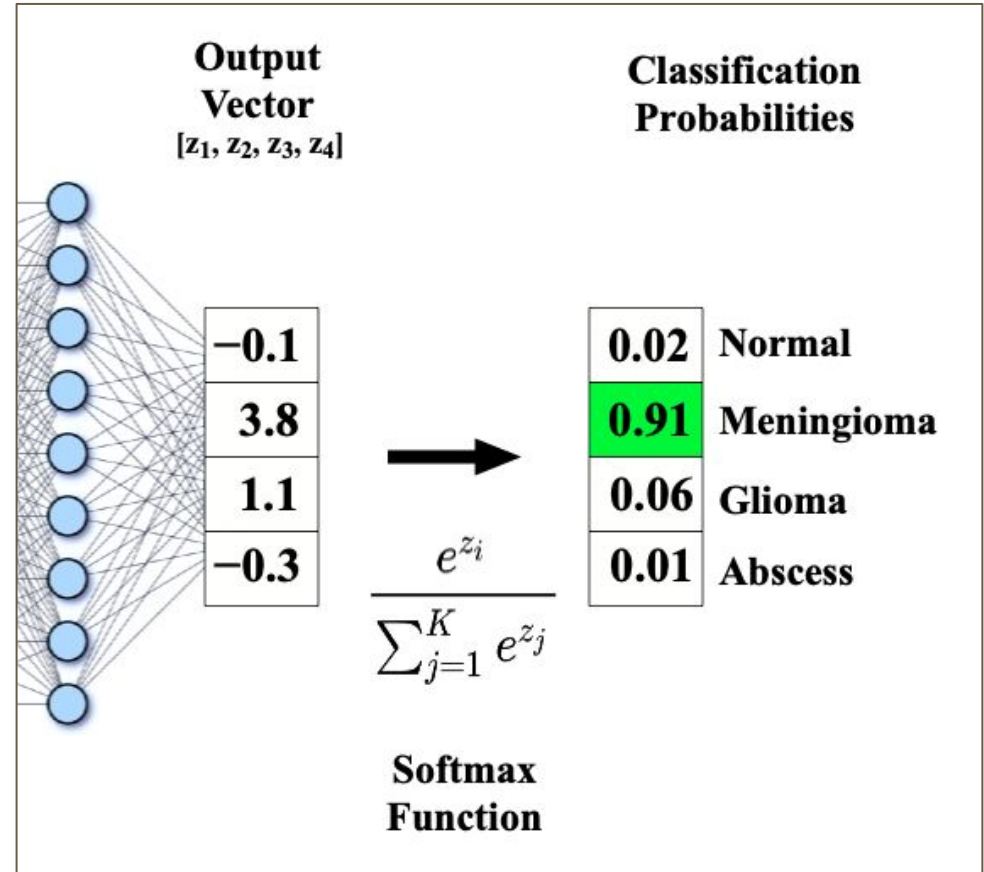 Output
Vector
[z₁, z₂, z₃, z₄]
Classification
Probabilities
−0.1
3.8
1.1
−0.3
e^{z_i}
∑_{j=1}^{K} e^{z_j}
Softmax
Function
0.02 Normal
0.91 Meningioma
0.06 Glioma
0.01 Abscess